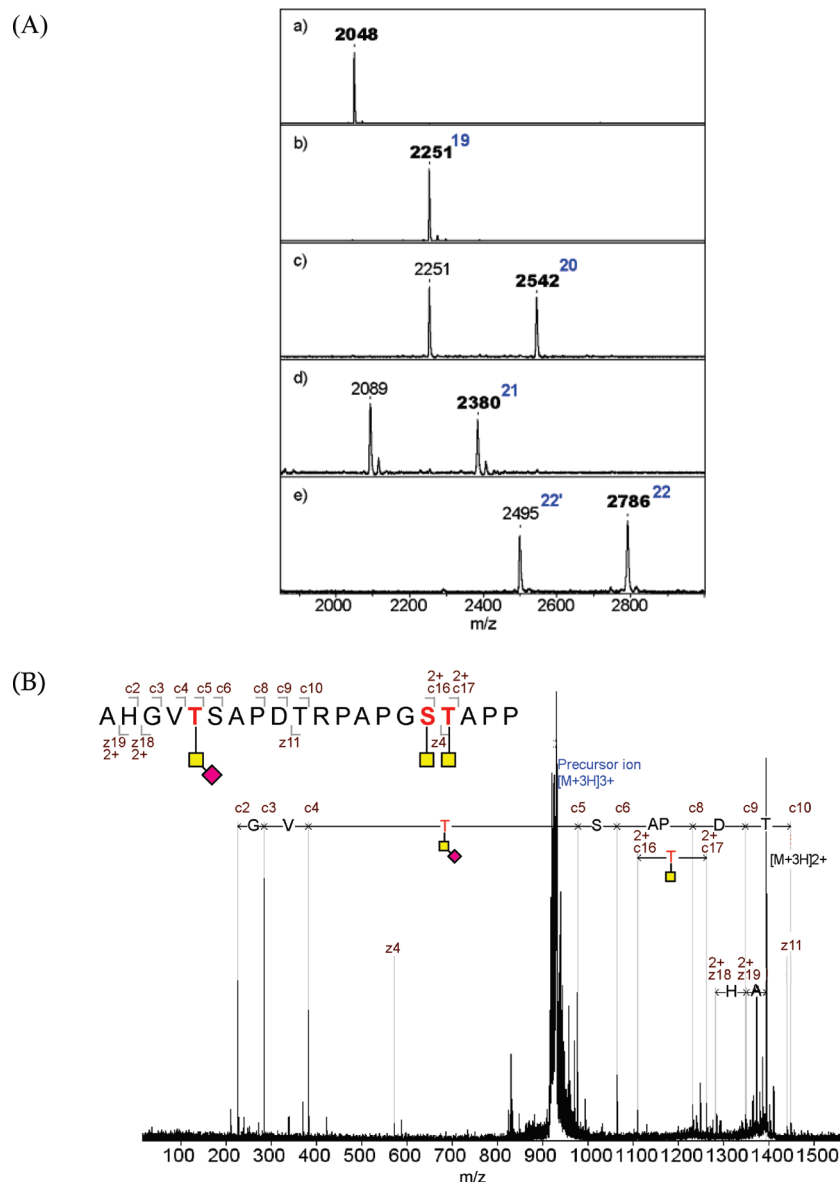 (A)
a)
2048
b)
2251 19
c)
2251
2542 20
d)
2089
2380 21
e)
2495 22'
2786 22
2000 2200 2400 2600 2800
m/z
(B)
c2 c3 c4 c5 c6 c8 c9 c10 2+ c16 2+ c17
A H G V T S A P D T R P A P G S T A P P
z19 2+ z18 2+ z11 z4
Precursor ion
[M+3H]3+
c2 c3 c4 c5 c6 c8 c9 c10
G V T S AP D T
2+ c16 2+ c17
T
[M+3H]2+
z4
z11
2+ z18 2+ z19
H A
100 200 300 400 500 600 700 800 900 1000 1100 1200 1300 1400 1500
m/z